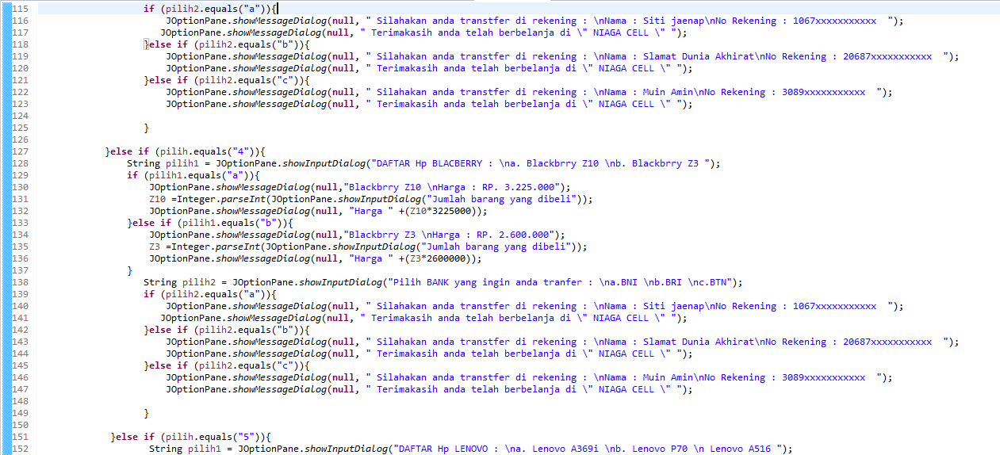 115 if (pilih2.equals("a")){
116 JOptionPane.showMessageDialog(null, " Silahakan anda transtfer di rekening : \nNama : Siti jaenap\nNo Rekening : 1067xxxxxxxxxxx  ");
117 JOptionPane.showMessageDialog(null, " Terimakasih anda telah berbelanja di \" NIAGA CELL \" ");
118 }else if (pilih2.equals("b")){
119 JOptionPane.showMessageDialog(null, " Silahakan anda transtfer di rekening : \nNama : Slamat Dunia Akhirat\nNo Rekening : 20687xxxxxxxxxxx  ");
120 JOptionPane.showMessageDialog(null, " Terimakasih anda telah berbelanja di \" NIAGA CELL \" ");
121 }else if (pilih2.equals("c")){
122 JOptionPane.showMessageDialog(null, " Silahakan anda transtfer di rekening : \nNama : Muin Amin\nNo Rekening : 3089xxxxxxxxxxx  ");
123 JOptionPane.showMessageDialog(null, " Terimakasih anda telah berbelanja di \" NIAGA CELL \" ");
124
125 }
126
127 }else if (pilih.equals("4")){
128 String pilih1 = JOptionPane.showInputDialog("DAFTAR Hp BLACBERRY : \na. Blackbrry Z10 \nb. Blackbrry Z3 ");
129 if (pilih1.equals("a")){
130 JOptionPane.showMessageDialog(null,"Blackbrry Z10 \nHarga : RP. 3.225.000");
131 Z10 =Integer.parseInt(JOptionPane.showInputDialog("Jumlah barang yang dibeli"));
132 JOptionPane.showMessageDialog(null, "Harga " +(Z10*3225000));
133 }else if (pilih1.equals("b")){
134 JOptionPane.showMessageDialog(null,"Blackbrry Z3 \nHarga : RP. 2.600.000");
135 Z3 =Integer.parseInt(JOptionPane.showInputDialog("Jumlah barang yang dibeli"));
136 JOptionPane.showMessageDialog(null, "Harga " +(Z3*2600000));
137 }
138 String pilih2 = JOptionPane.showInputDialog("Pilih BANK yang ingin anda tranfer : \na.BNI \nb.BRI \nc.BTN");
139 if (pilih2.equals("a")){
140 JOptionPane.showMessageDialog(null, " Silahakan anda transtfer di rekening : \nNama : Siti jaenap\nNo Rekening : 1067xxxxxxxxxxx  ");
141 JOptionPane.showMessageDialog(null, " Terimakasih anda telah berbelanja di \" NIAGA CELL \" ");
142 }else if (pilih2.equals("b")){
143 JOptionPane.showMessageDialog(null, " Silahakan anda transtfer di rekening : \nNama : Slamat Dunia Akhirat\nNo Rekening : 20687xxxxxxxxxxx  ");
144 JOptionPane.showMessageDialog(null, " Terimakasih anda telah berbelanja di \" NIAGA CELL \" ");
145 }else if (pilih2.equals("c")){
146 JOptionPane.showMessageDialog(null, " Silahakan anda transtfer di rekening : \nNama : Muin Amin\nNo Rekening : 3089xxxxxxxxxxx  ");
147 JOptionPane.showMessageDialog(null, " Terimakasih anda telah berbelanja di \" NIAGA CELL \" ");
148
149 }
150
151 }else if (pilih.equals("5")){
152 String pilih1 = JOptionPane.showInputDialog("DAFTAR Hp LENOVO : \na. Lenovo A369i \nb. Lenovo P70 \n Lenovo A516 ");